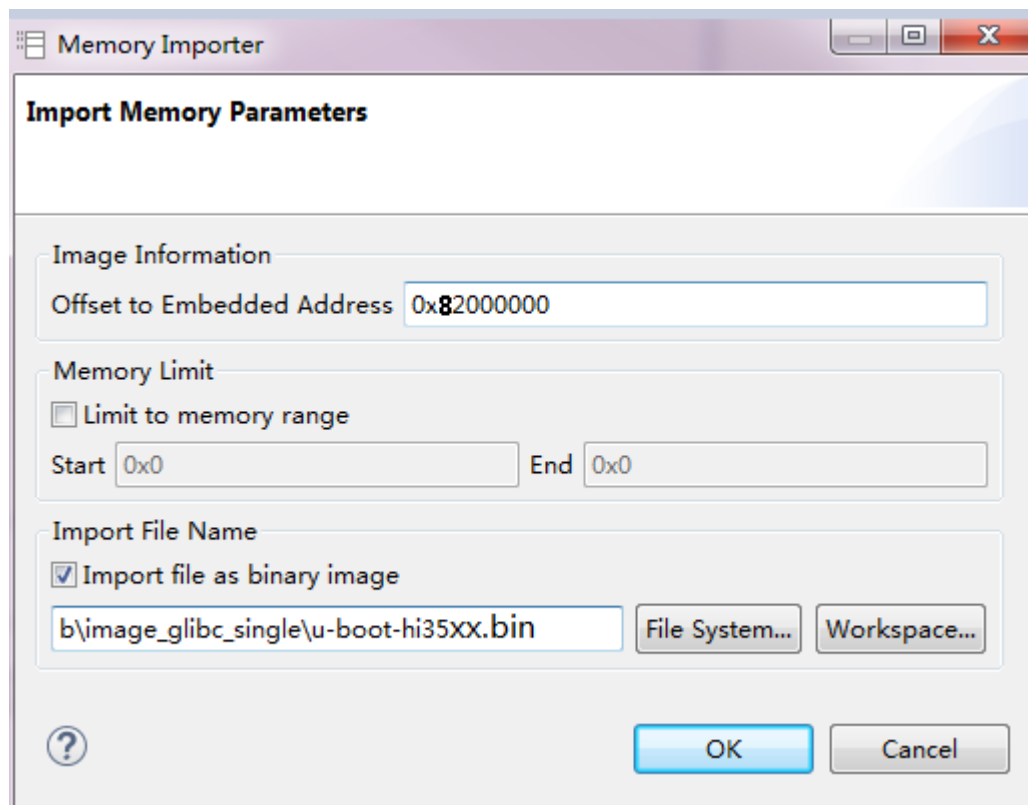 Memory Importer
Import Memory Parameters
Image Information
Offset to Embedded Address 0x82000000
Memory Limit
Limit to memory range
Start 0x0 End 0x0
Import File Name
Import file as binary image
b\image_glibc_single\u-boot-hi35xx.bin File System... Workspace...
? OK Cancel